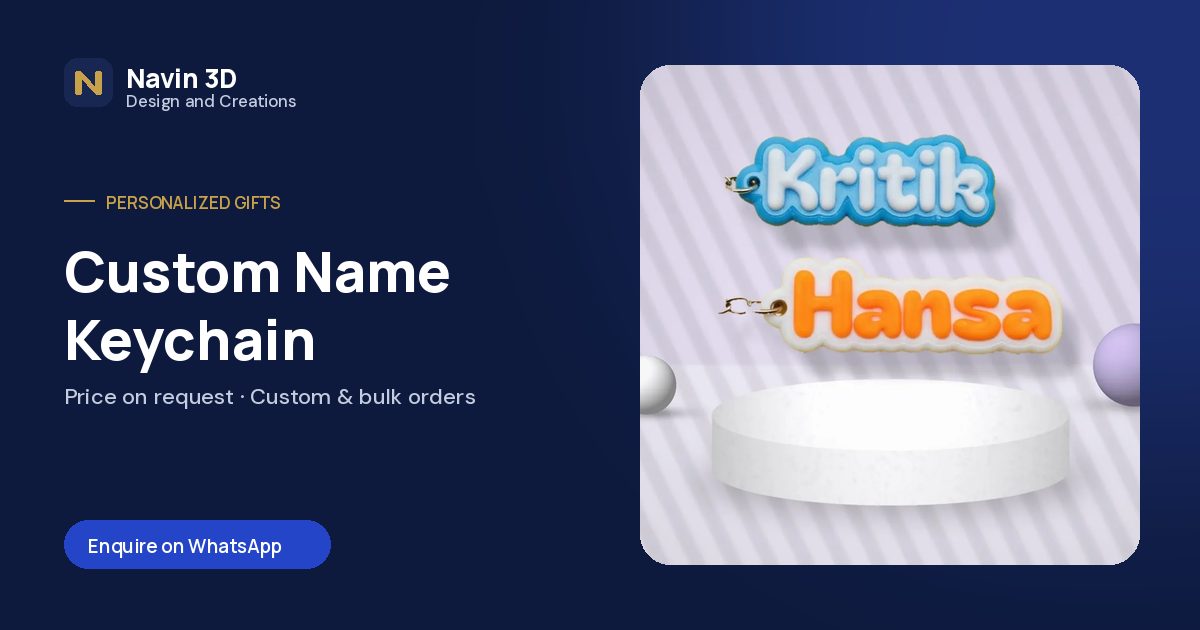 N
Navin 3D
Design and Creations
PERSONALIZED GIFTS
Custom Name
Keychain
Price on request · Custom & bulk orders
Enquire on WhatsApp
Kritik
Hansa